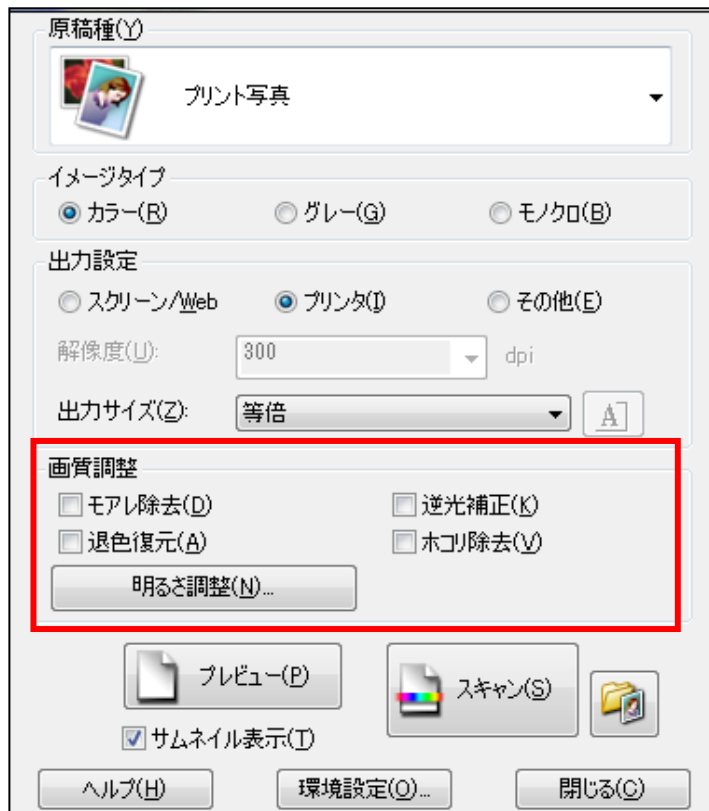 原稿種(Y)
プリント写真
イメージタイプ
カラー(R) グレー(G) モノクロ(B)
出力設定
スクリーン/Web プリンタ(I) その他(E)
解像度(U): 300 dpi
出力サイズ(Z): 等倍 A
画質調整
モアレ除去(D) 逆光補正(K)
退色復元(A) ホコリ除去(V)
明るさ調整(N)...
プレビュー(P) スキャン(S)
サムネイル表示(T)
ヘルプ(H) 環境設定(O)... 閉じる(C)